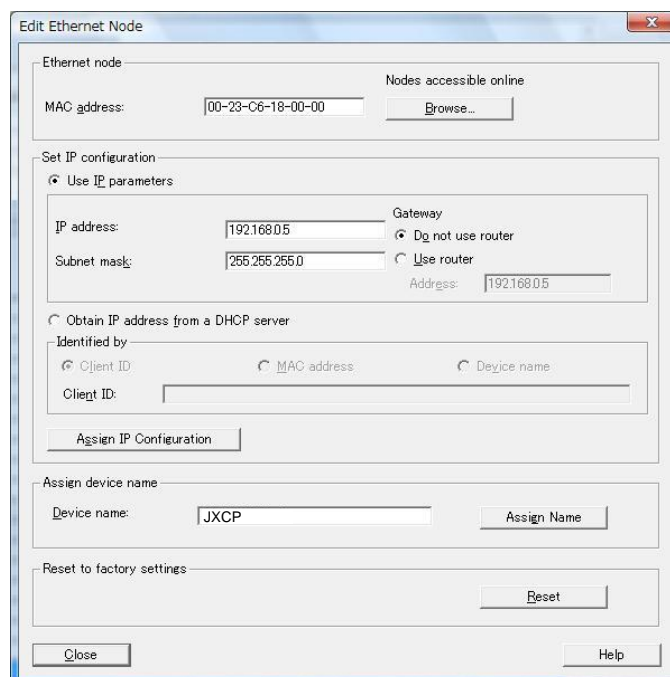 Edit Ethernet Node
Ethernet node
Nodes accessible online
MAC address: 00-23-C6-18-00-00 Browse...
Set IP configuration
Use IP parameters
Gateway
IP address: 192.168.0.5 Do not use router
Subnet mask: 255.255.255.0 Use router
Address: 192.168.0.5
Obtain IP address from a DHCP server
Identified by
Client ID MAC address Device name
Client ID:
Assign IP Configuration
Assign device name
Device name: JXCP Assign Name
Reset to factory settings
Reset
Close Help